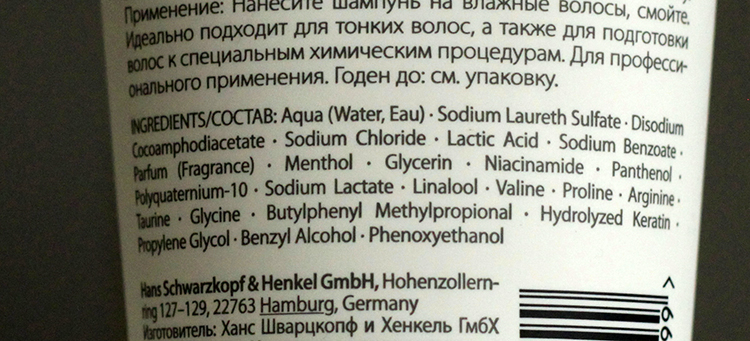 Применение: Нанесите шампунь на влажные волосы, смойте.
Идеально подходит для тонких волос, а также для подготовки
волос к специальным химическим процедурам. Для професси-
онального применения. Годен до: см. упаковку.
INGREDIENTS/СОСТАВ: Aqua (Water, Eau) · Sodium Laureth Sulfate · Disodium
Cocoamphodiacetate · Sodium Chloride · Lactic Acid · Sodium Benzoate ·
Parfum (Fragrance) · Menthol · Glycerin · Niacinamide · Panthenol ·
Polyquaternium-10 · Sodium Lactate · Linalool · Valine · Proline · Arginine ·
Taurine · Glycine · Butylphenyl Methylpropional · Hydrolyzed Keratin ·
Propylene Glycol · Benzyl Alcohol · Phenoxyethanol
Hans Schwarzkopf & Henkel GmbH, Hohenzollern-
ring 127–129, 22763 Hamburg, Germany
Изготовитель: Ханс Шварцкопф и Хенкель ГмбХ